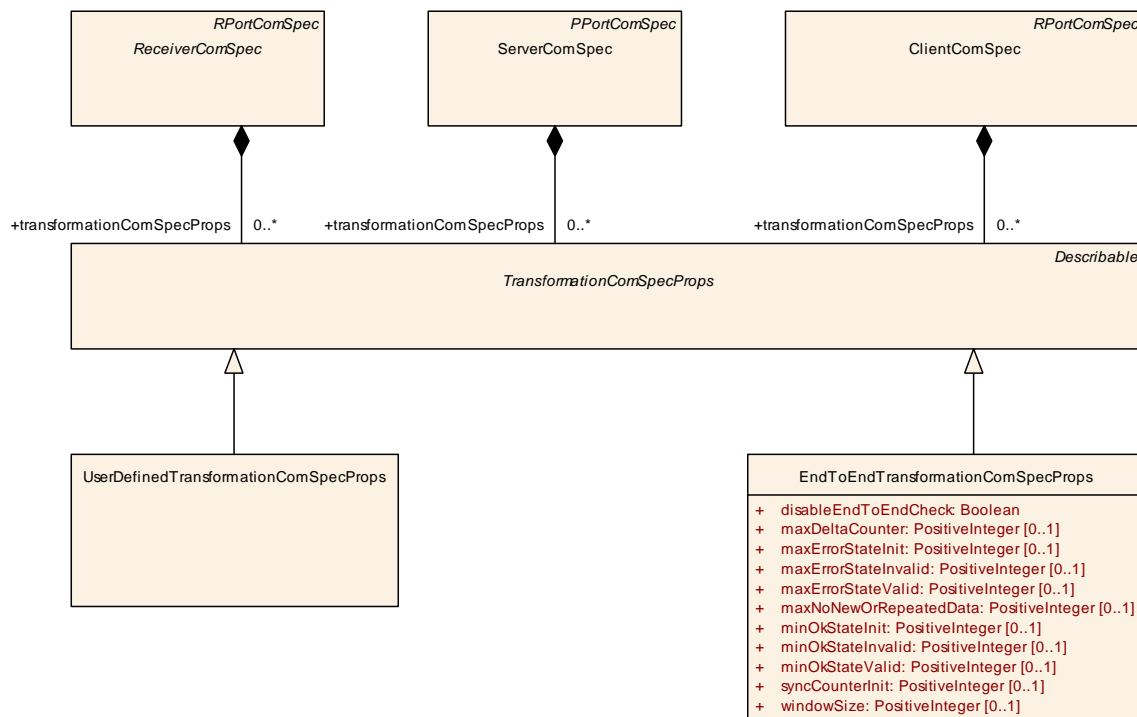 RPortComSpec
ReceiverComSpec
PPortComSpec
ServerComSpec
RPortComSpec
ClientComSpec
+transformationComSpecProps 0..*
+transformationComSpecProps 0..*
+transformationComSpecProps 0..*
Describable
TransformationComSpecProps
UserDefinedTransformationComSpecProps
EndToEndTransformationComSpecProps
+ disableEndToEndCheck: Boolean
+ maxDeltaCounter: PositiveInteger [0..1]
+ maxErrorStateInit: PositiveInteger [0..1]
+ maxErrorStateInvalid: PositiveInteger [0..1]
+ maxErrorStateValid: PositiveInteger [0..1]
+ maxNoNewOrRepeatedData: PositiveInteger [0..1]
+ minOkStateInit: PositiveInteger [0..1]
+ minOkStateInvalid: PositiveInteger [0..1]
+ minOkStateValid: PositiveInteger [0..1]
+ syncCounterInit: PositiveInteger [0..1]
+ windowSize: PositiveInteger [0..1]